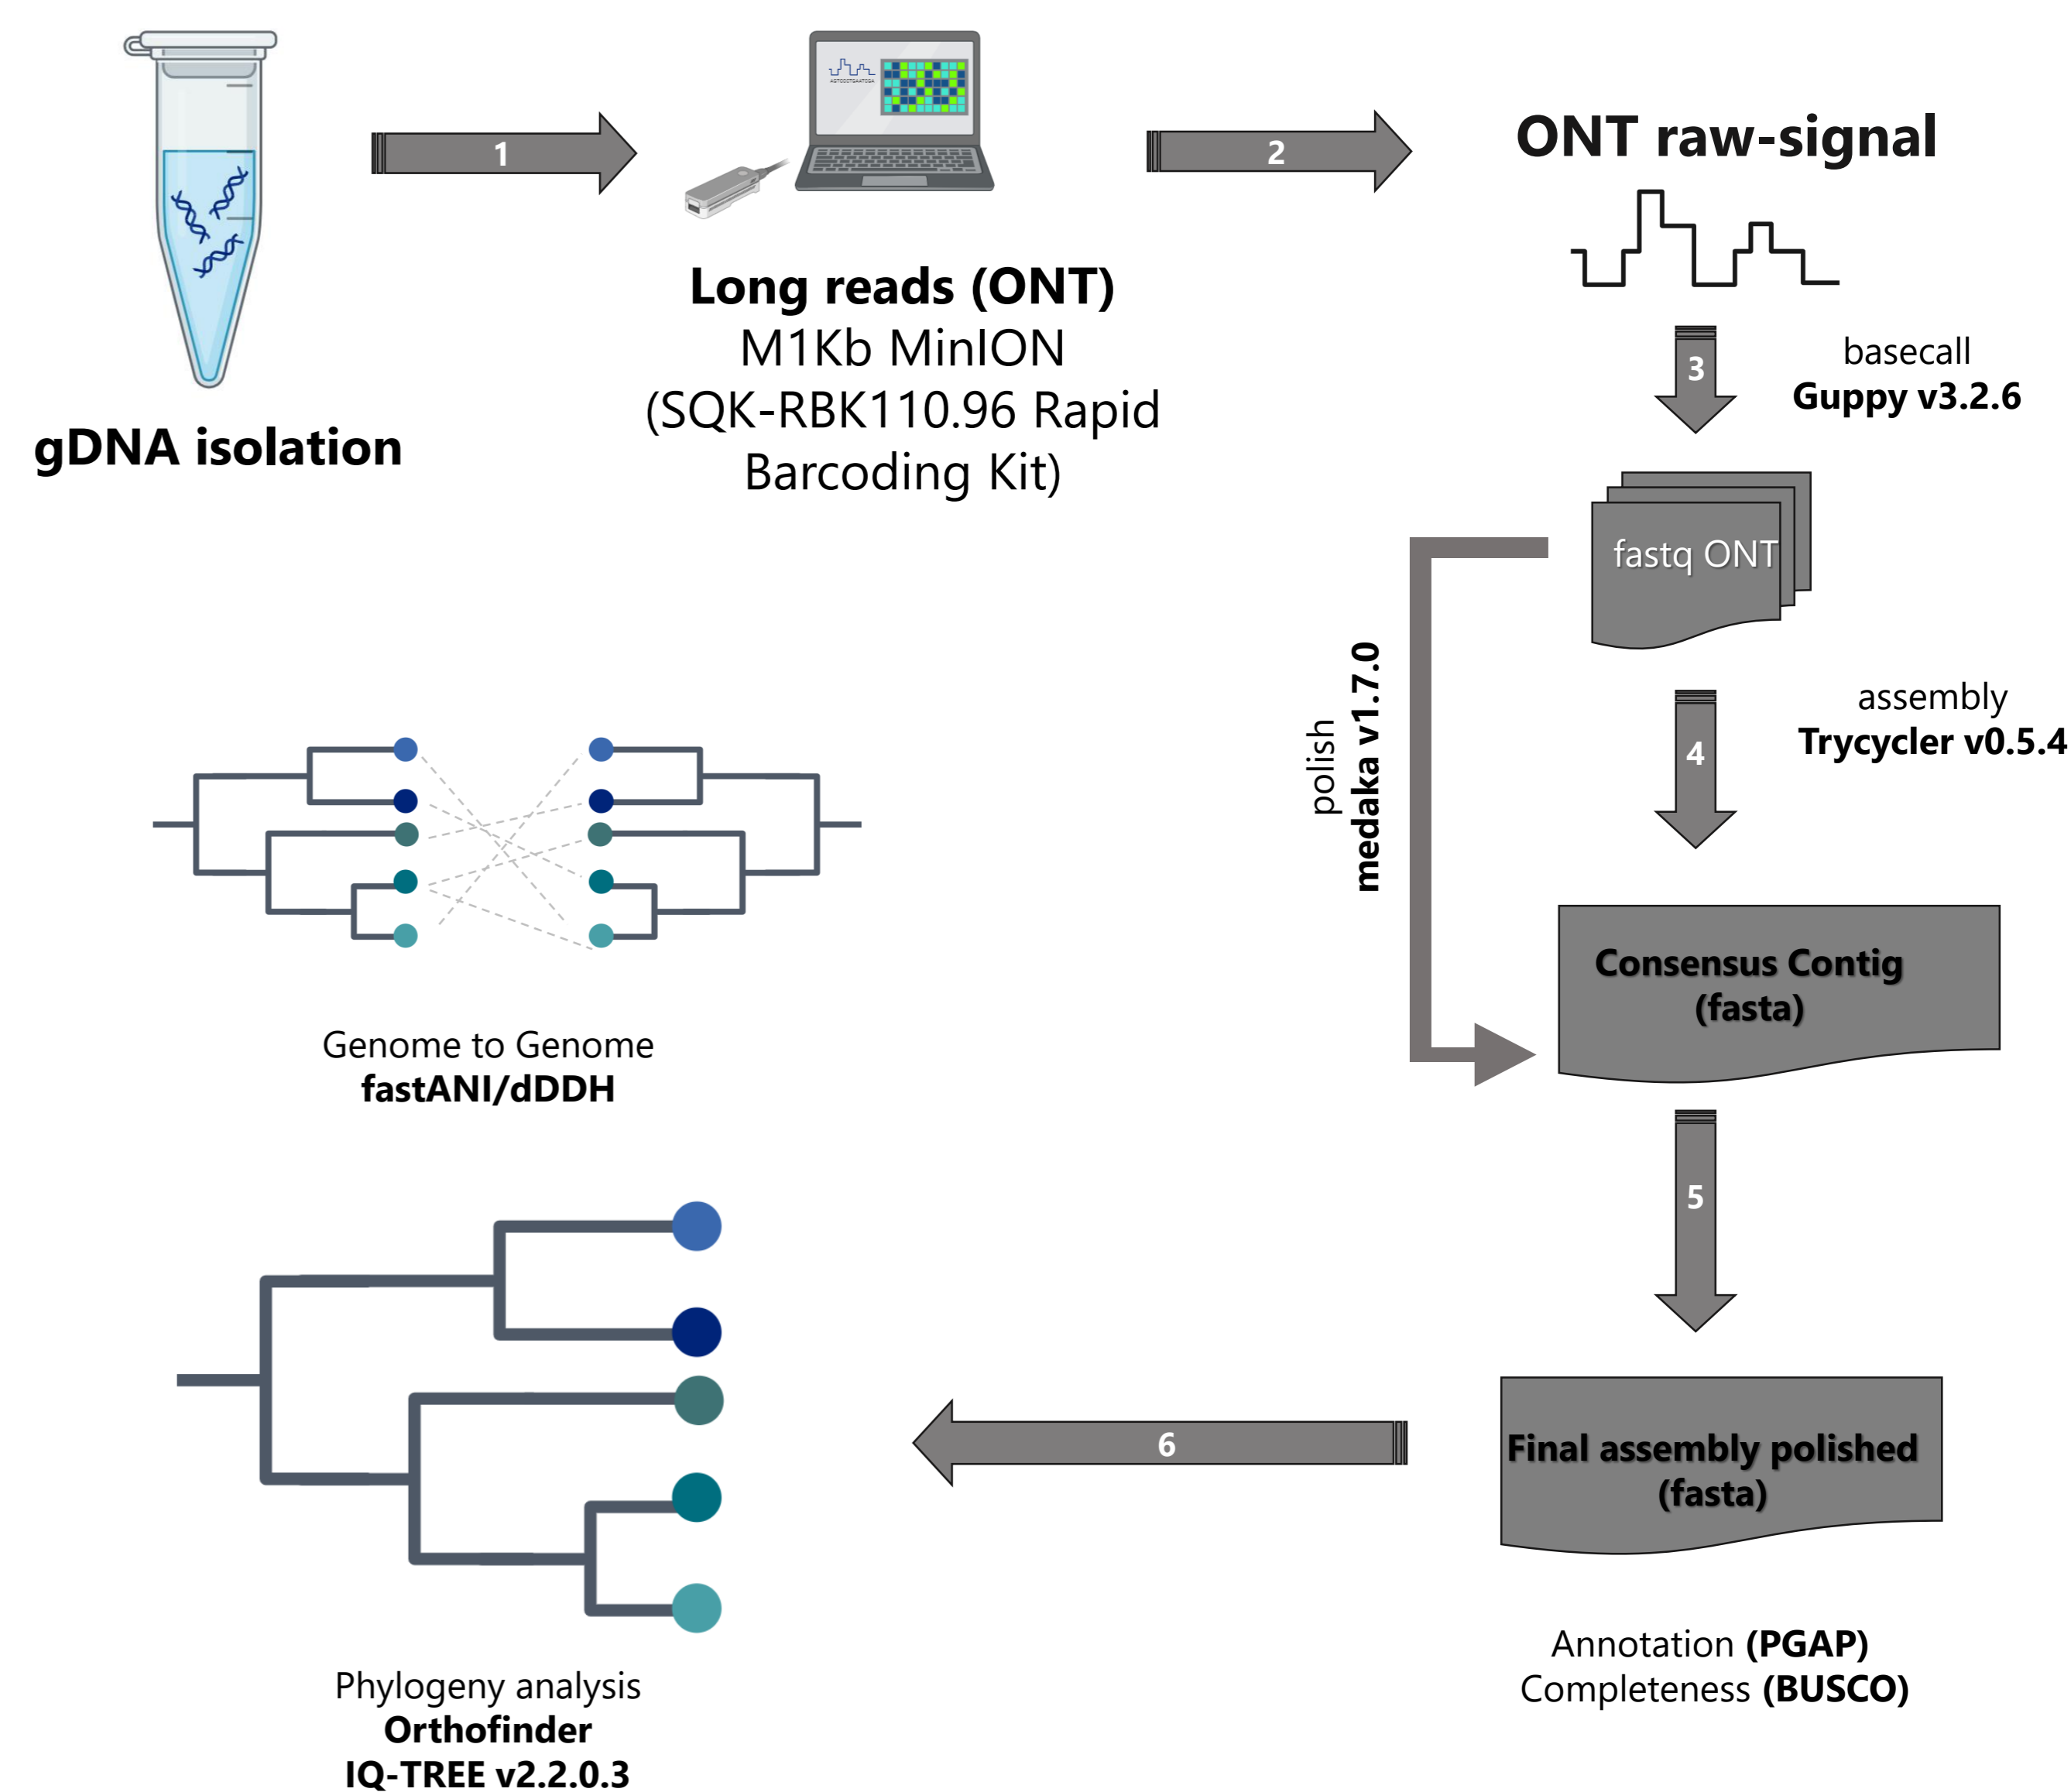 gDNA isolation
1
AGTCCCTGAATCGA
Long reads (ONT)
M1Kb MinION
(SQK-RBK110.96 Rapid
Barcoding Kit)
2
ONT raw-signal
3
basecall
Guppy v3.2.6
fastq ONT
polish
medaka v1.7.0
4
assembly
Trycycler v0.5.4
Consensus Contig
(fasta)
5
Final assembly polished
(fasta)
Annotation (PGAP)
Completeness (BUSCO)
6
Genome to Genome
fastANI/dDDH
Phylogeny analysis
Orthofinder
IQ-TREE v2.2.0.3